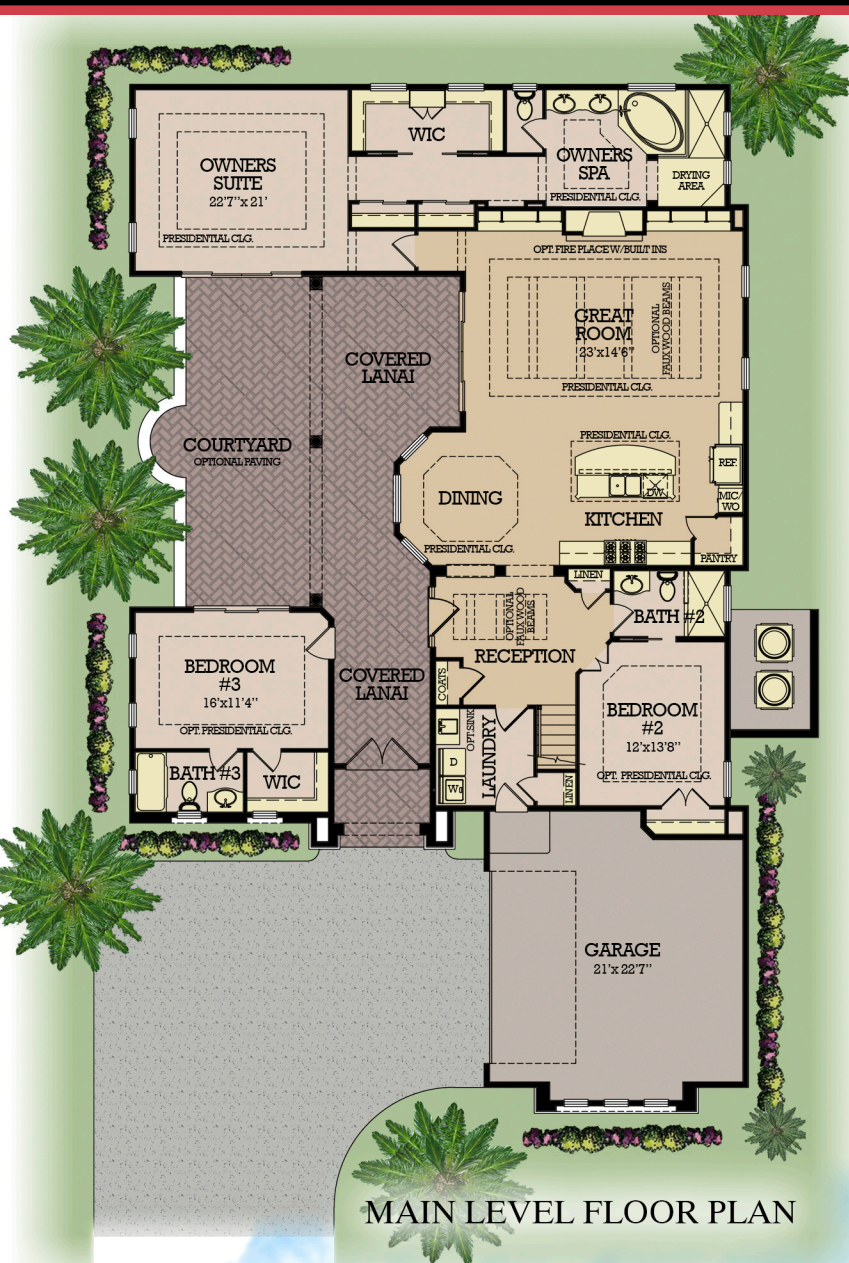 WIC
OWNERS
SUITE
22'7"x 21'
PRESIDENTIAL CLG.
OWNERS
SPA
PRESIDENTIAL CLG.
DRYING
AREA
OPT. FIRE PLACE W/ BUILT INS
GREAT
ROOM
23'x14'6"
OPTIONAL
FAUX WOOD BEAMS
PRESIDENTIAL CLG.
COVERED
LANAI
COURTYARD
OPTIONAL PAVING
PRESIDENTIAL CLG.
REF.
DW
MIC/
WO
KITCHEN
DINING
PRESIDENTIAL CLG.
PANTRY
LINEN
OPTIONAL
FAUX WOOD
BEAMS
BATH #2
RECEPTION
COATS
BEDROOM
#3
16'x11'4"
OPT. PRESIDENTIAL CLG.
COVERED
LANAI
BEDROOM
#2
12'x13'8"
OPT. PRESIDENTIAL CLG.
OPT. SINK
LAUNDRY
D
W
LINEN
BATH #3
WIC
GARAGE
21'x 22'7"
MAIN LEVEL FLOOR PLAN